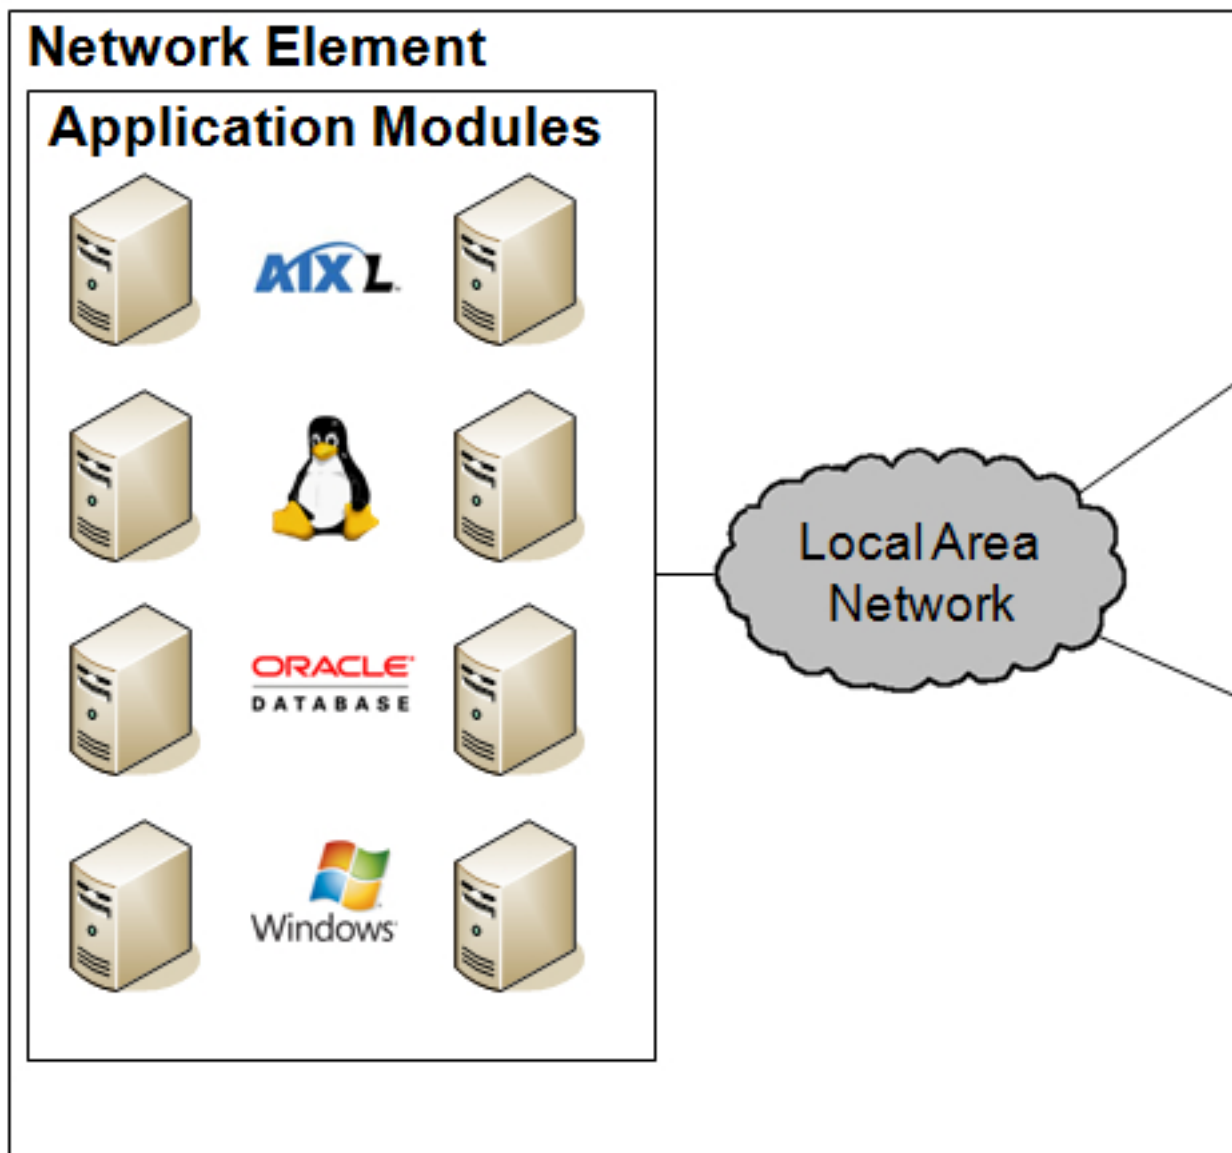 Network Element
Application Modules
AIX L
ORACLE
DATABASE
Windows
Local Area
Network